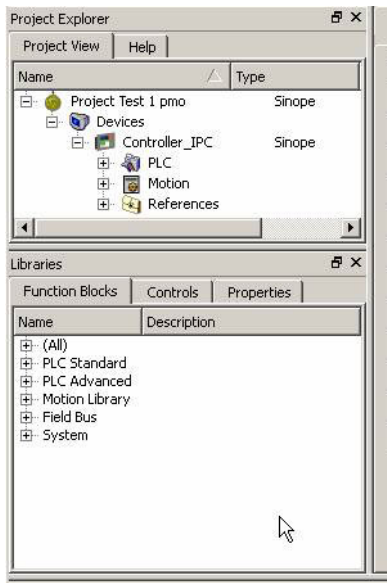 Project Explorer
Project View Help
Name Type
Project Test 1 pmo Sinope
Devices
Controller_IPC Sinope
PLC
Motion
References
Libraries
Function Blocks Controls Properties
Name Description
(All)
PLC Standard
PLC Advanced
Motion Library
Field Bus
System